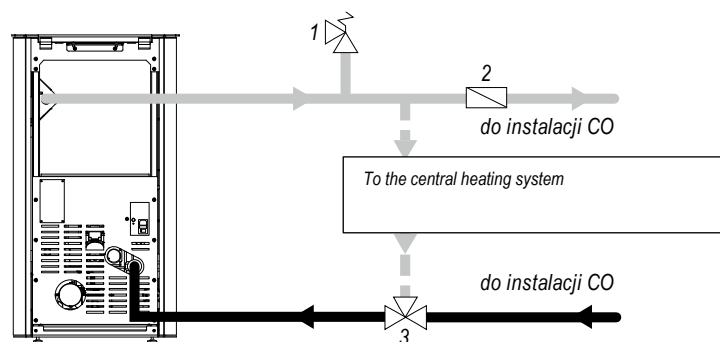 1
2
do instalacji CO
To the central heating system
do instalacji CO
3